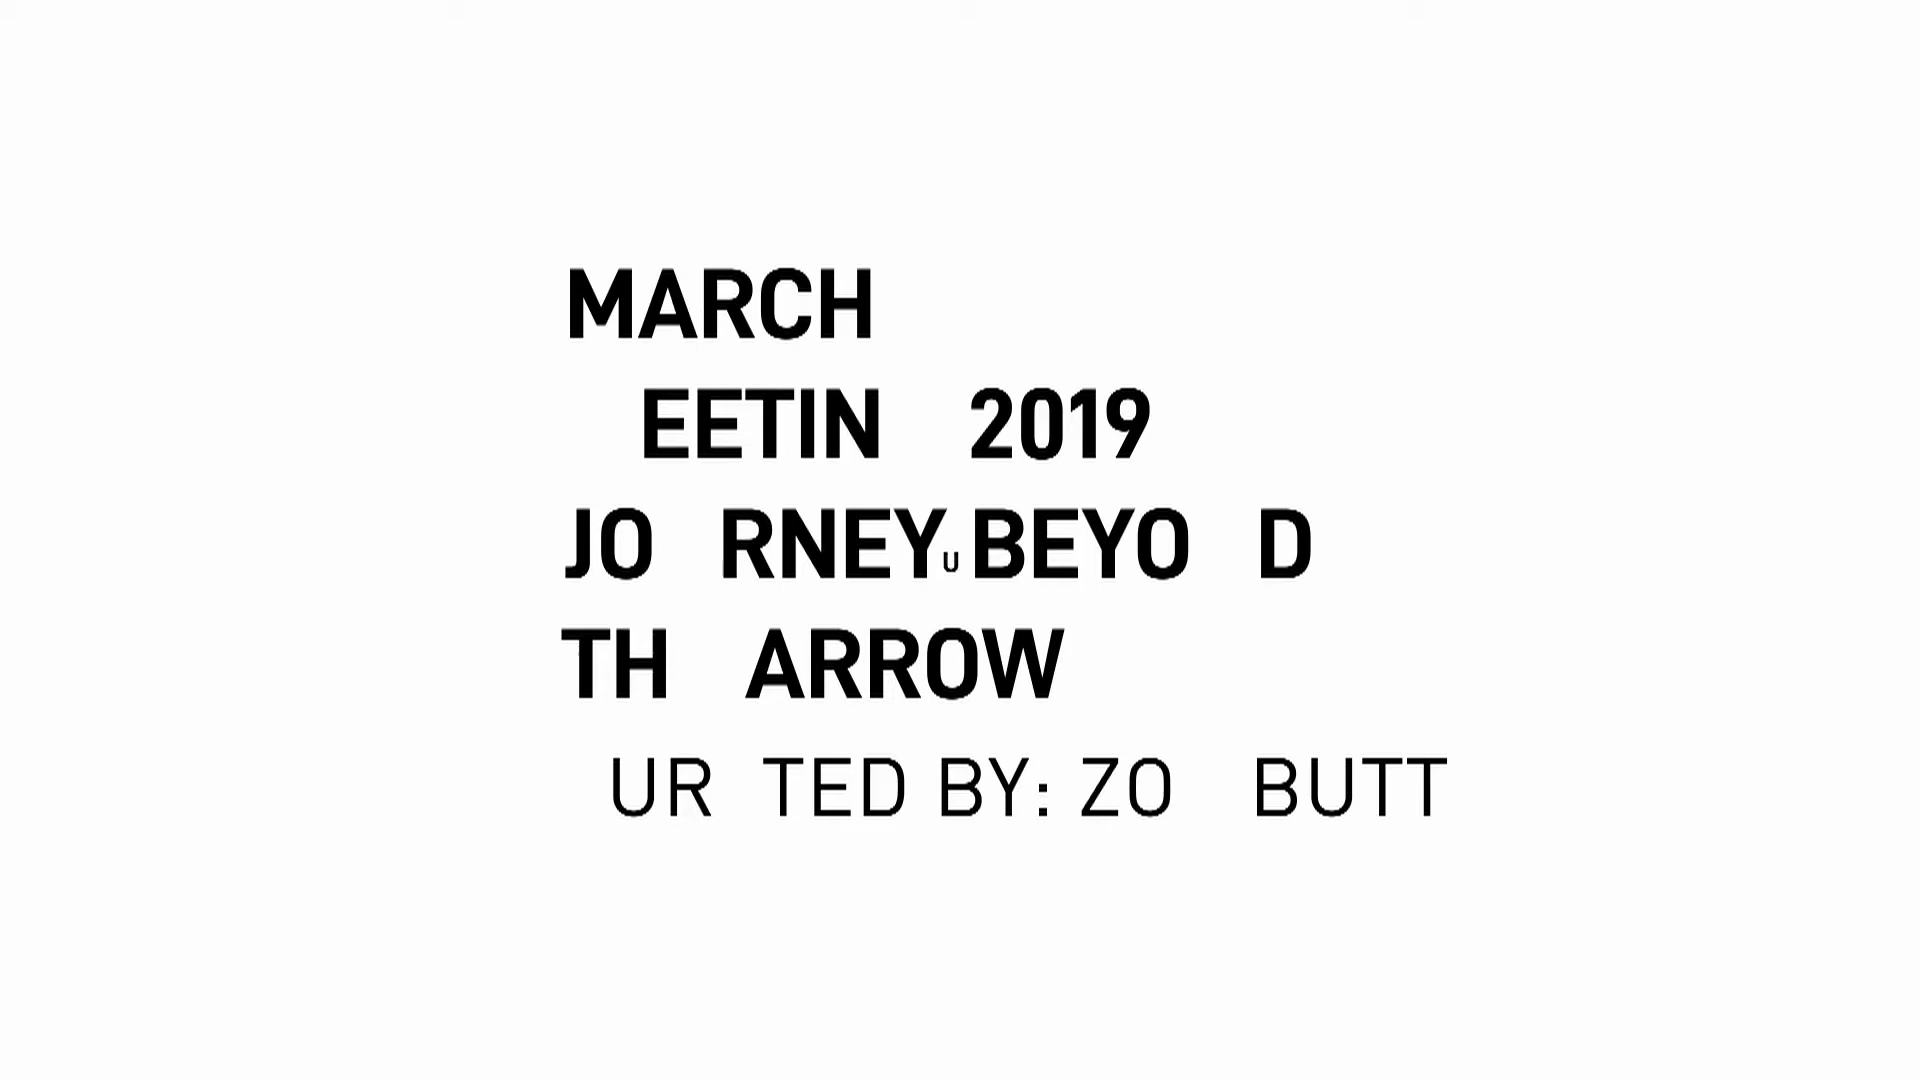 MARCH
EETIN 2019
JO RNEY U BEYO D
TH ARROW
UR TED BY: ZO BUTT